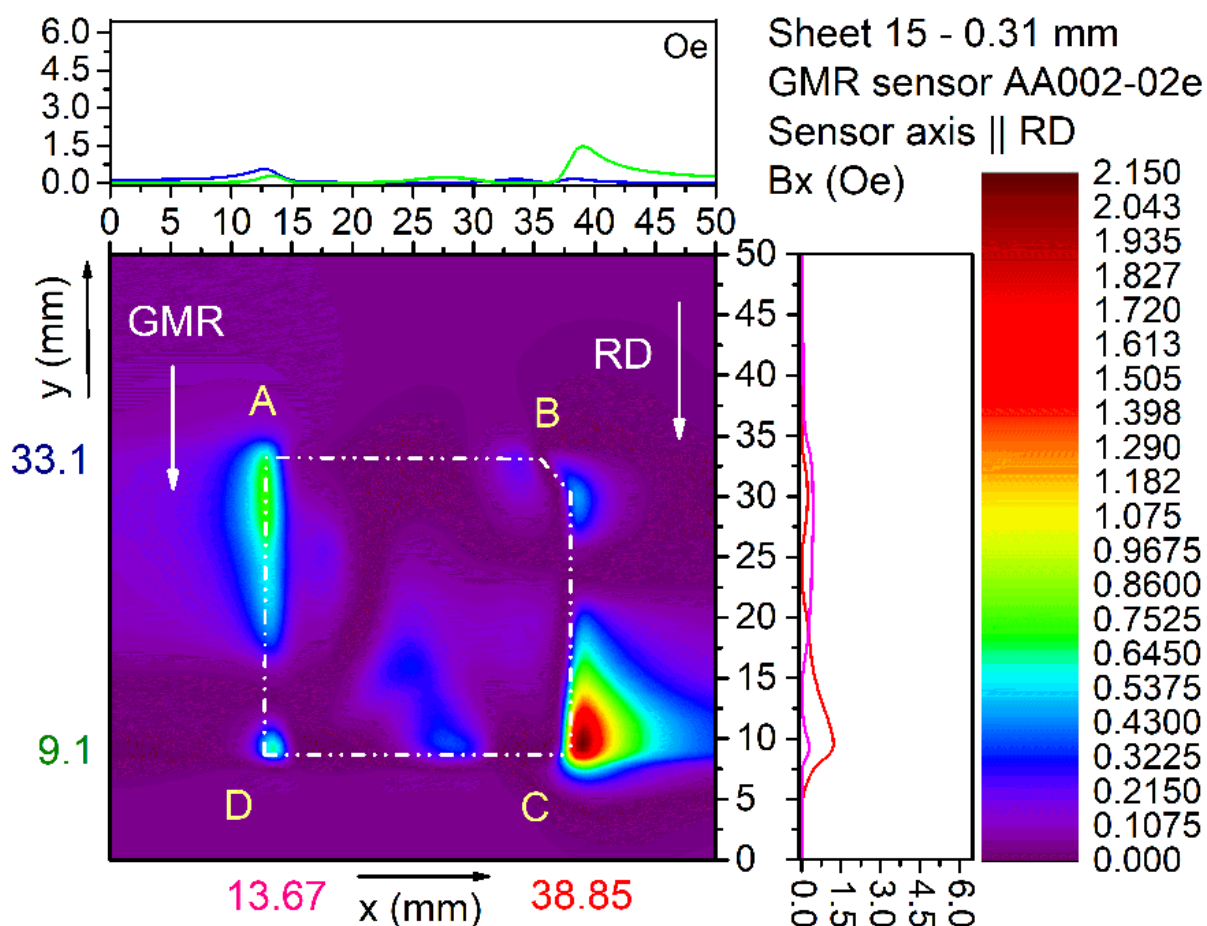 Sheet 15 - 0.31 mm
GMR sensor AA002-02e
Sensor axis || RD
Bx (Oe)
6.0
4.5
3.0
1.5
0.0
Oe
0 5 10 15 20 25 30 35 40 45 50
y (mm)
33.1
9.1
GMR
RD
A
B
D
C
50
45
40
35
30
25
20
15
10
5
0
13.67
x (mm)
38.85
0.0 1.5 3.0 4.5 6.0
2.150
2.043
1.935
1.827
1.720
1.613
1.505
1.398
1.290
1.182
1.075
0.9675
0.8600
0.7525
0.6450
0.5375
0.4300
0.3225
0.2150
0.1075
0.000